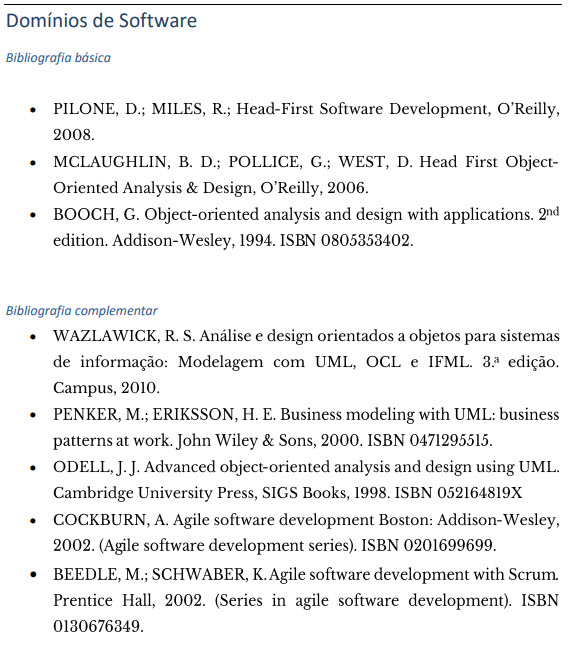 Domínios de Software
Bibliografia básica
• PILONE, D.; MILES, R.; Head-First Software Development, O’Reilly,
2008.
• MCLAUGHLIN, B. D.; POLLICE, G.; WEST, D. Head First Object-
Oriented Analysis & Design, O’Reilly, 2006.
• BOOCH, G. Object-oriented analysis and design with applications. 2nd
edition. Addison-Wesley, 1994. ISBN 0805353402.
Bibliografia complementar
• WAZLAWICK, R. S. Análise e design orientados a objetos para sistemas
de informação: Modelagem com UML, OCL e IFML. 3.ª edição.
Campus, 2010.
• PENKER, M.; ERIKSSON, H. E. Business modeling with UML: business
patterns at work. John Wiley & Sons, 2000. ISBN 0471295515.
• ODELL, J. J. Advanced object-oriented analysis and design using UML.
Cambridge University Press, SIGS Books, 1998. ISBN 052164819X
• COCKBURN, A. Agile software development Boston: Addison-Wesley,
2002. (Agile software development series). ISBN 0201699699.
• BEEDLE, M.; SCHWABER, K. Agile software development with Scrum.
Prentice Hall, 2002. (Series in agile software development). ISBN
0130676349.